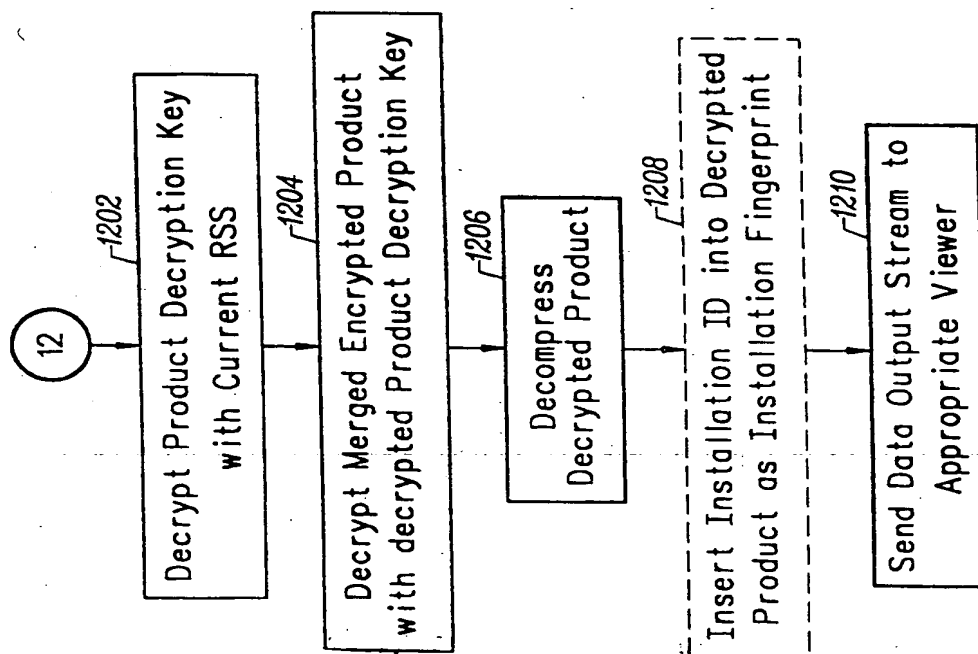 12
1202
Decrypt Product Decryption Key
with Current RSS
1204
Decrypt Merged Encrypted Product
with decrypted Product Decryption Key
1206
Decompress
Decrypted Product
1208
Insert Installation ID into Decrypted
Product as Installation Fingerprint
1210
Send Data Output Stream to
Appropriate Viewer